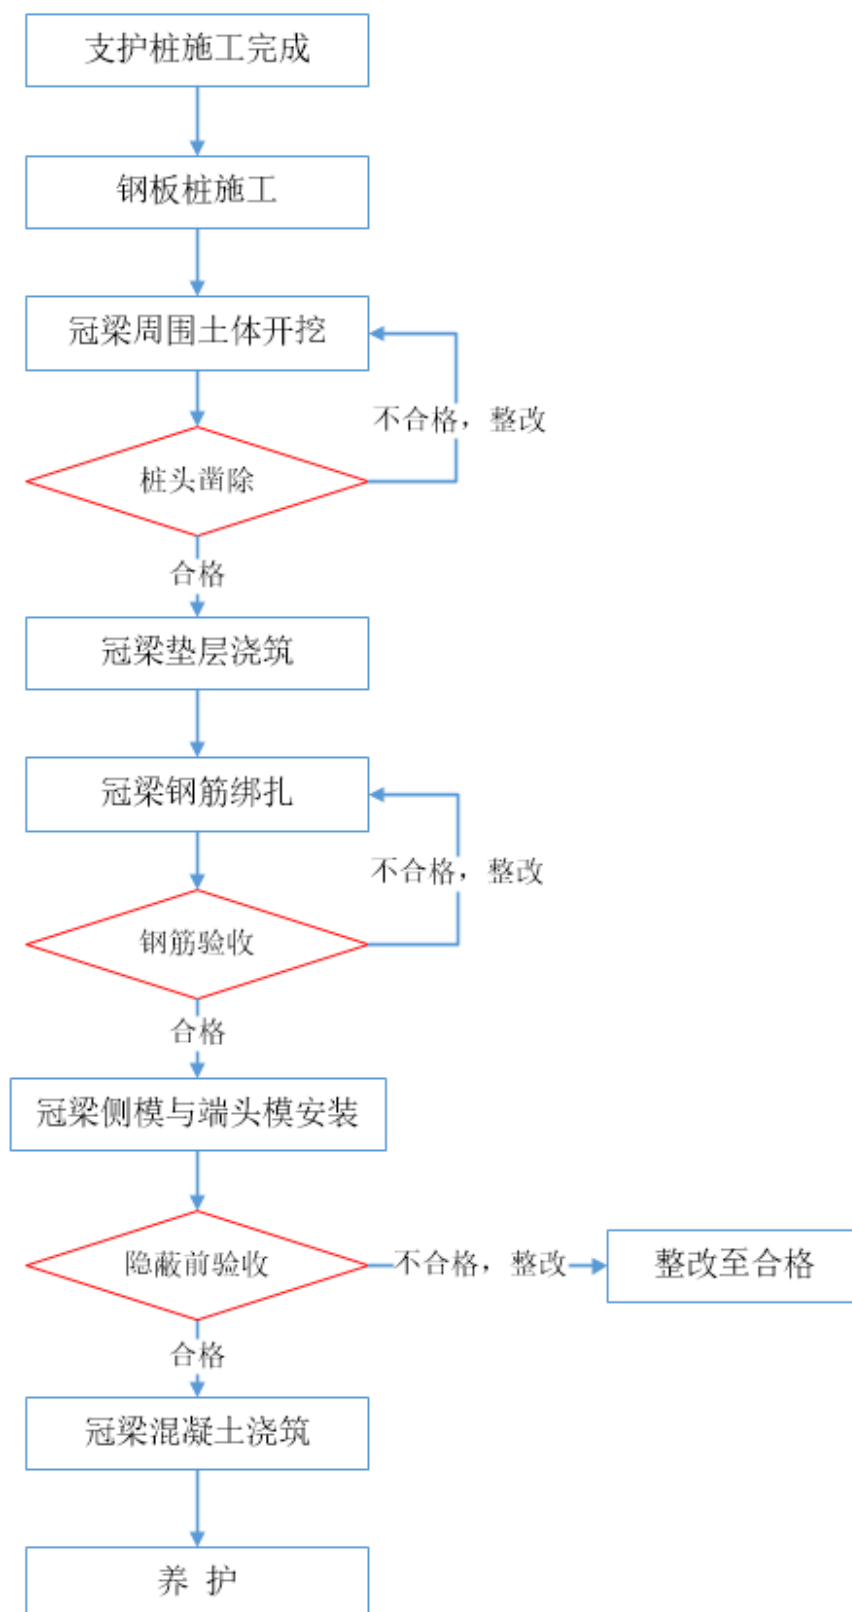 支护桩施工完成
钢板桩施工
冠梁周围土体开挖
不合格，整改
桩头凿除
合格
冠梁垫层浇筑
冠梁钢筋绑扎
不合格，整改
钢筋验收
合格
冠梁侧模与端头模安装
隐蔽前验收
不合格，整改
整改至合格
合格
冠梁混凝土浇筑
养 护